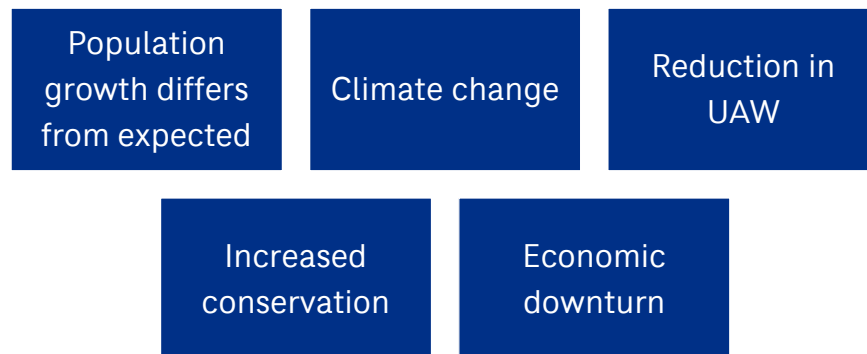 Population
growth differs
from expected
Climate change
Reduction in
UAW
Increased
conservation
Economic
downturn